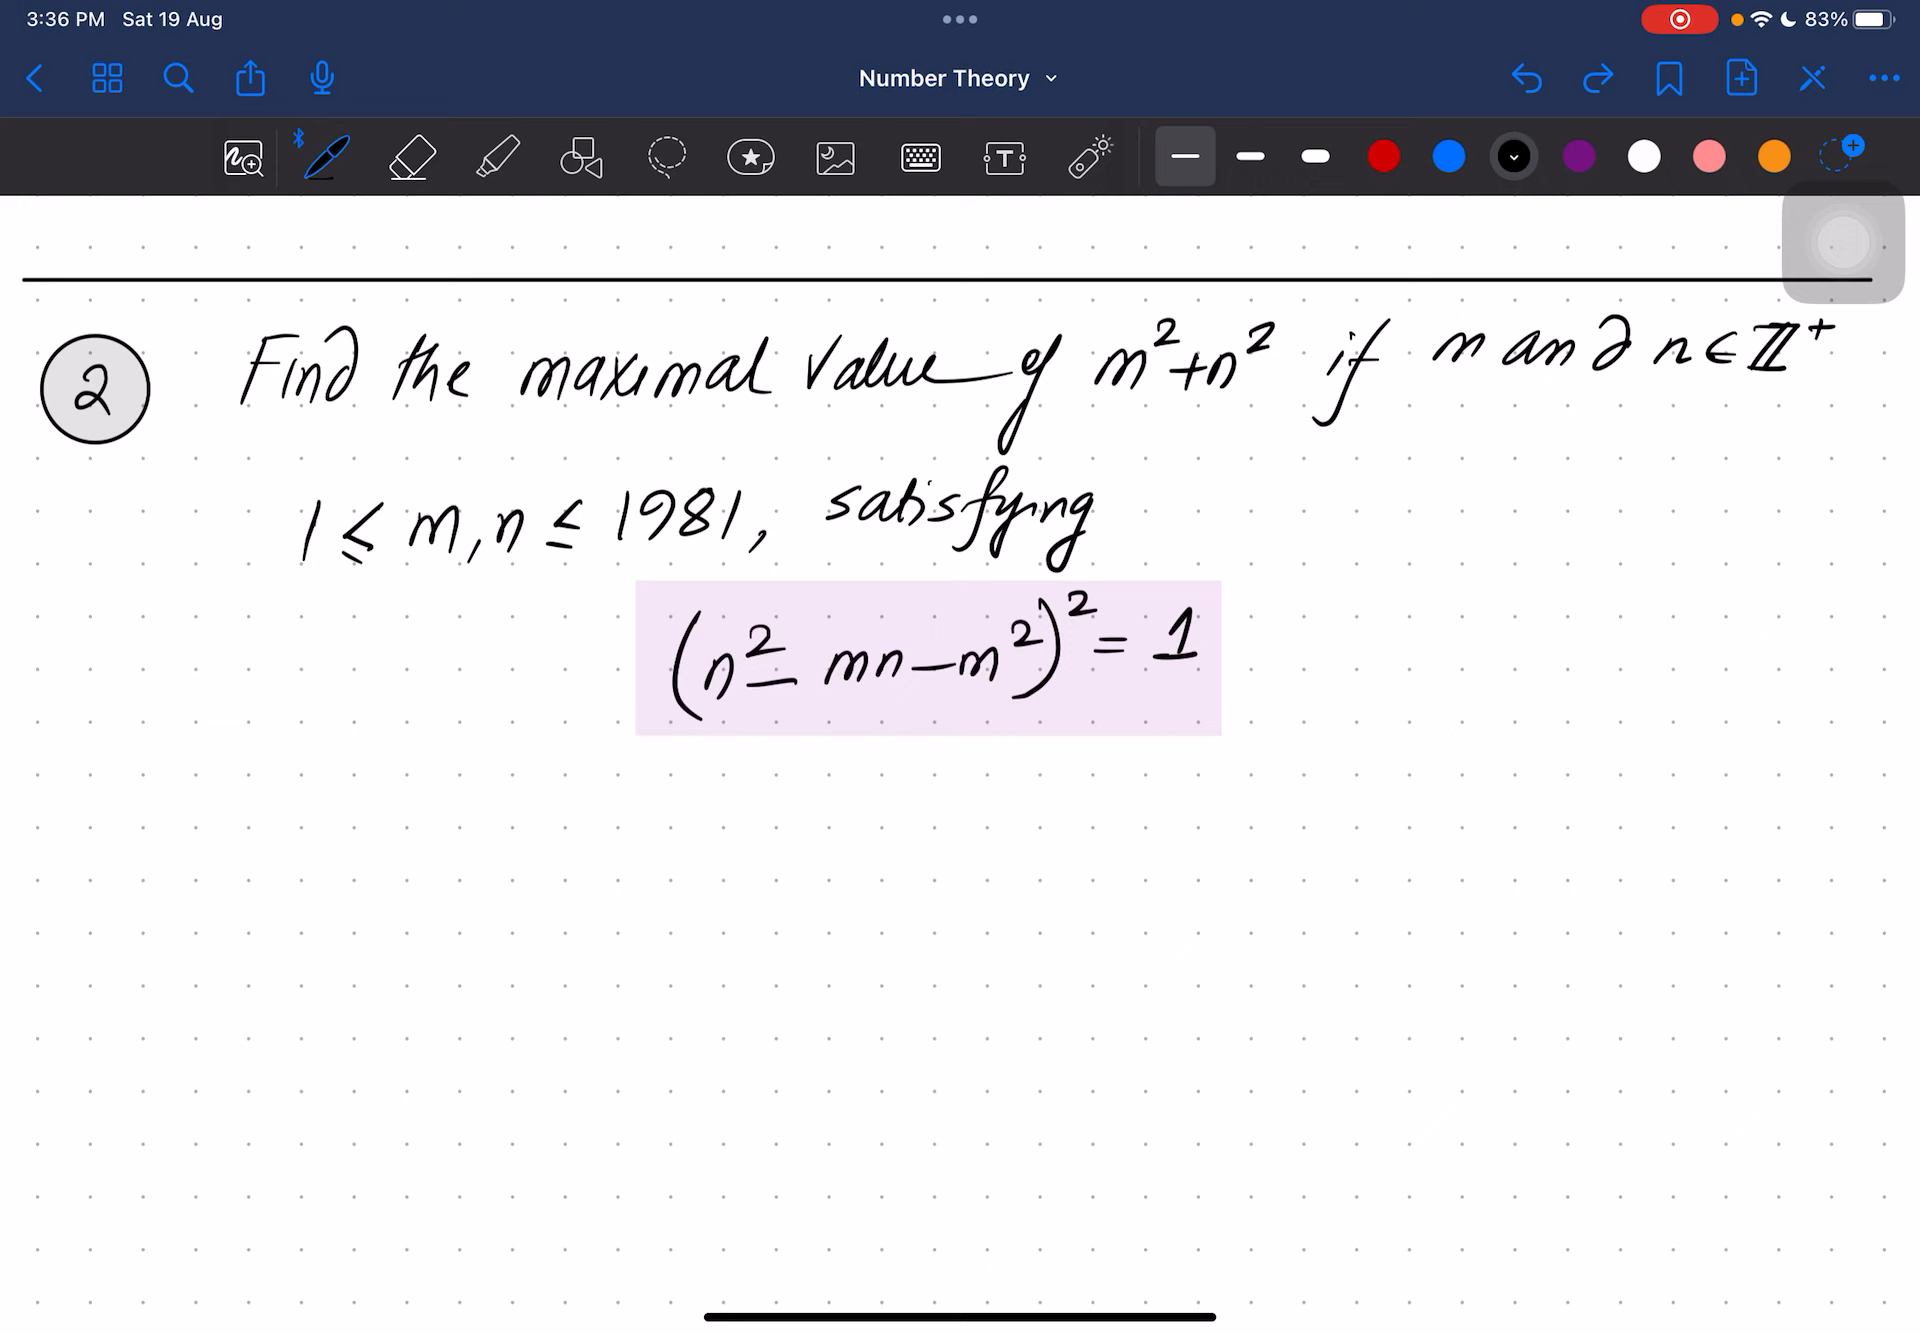 3:36 PM Sat 19 Aug
83%
Number Theory
T
2 Find the maximal value of m²+n² if m and n ∈ ℤ⁺
1 ≤ m, n ≤ 1981, satisfying
(n² − mn − m²)² = 1